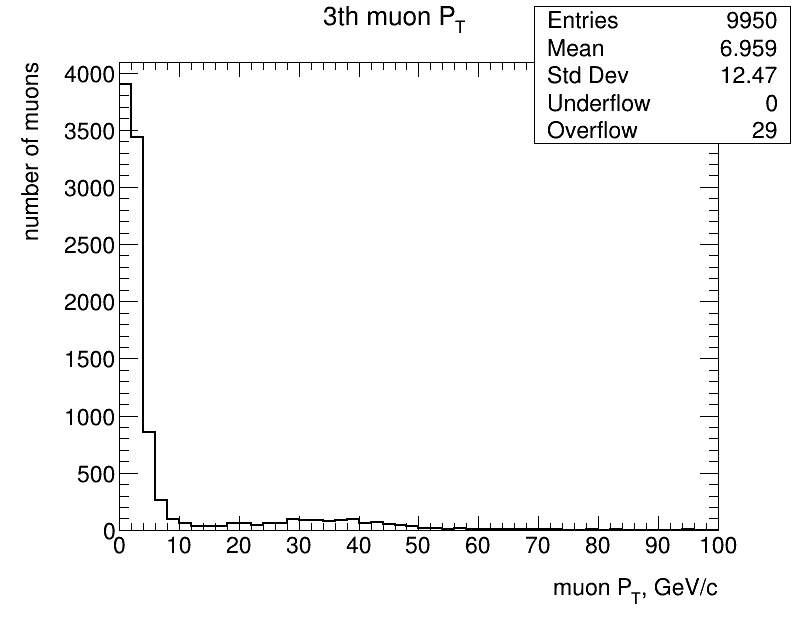 3th muon PT
Entries 9950
Mean 6.959
Std Dev 12.47
Underflow 0
Overflow 29
number of muons
4000
3500
3000
2500
2000
1500
1000
500
0
0 10 20 30 40 50 60 70 80 90 100
muon PT, GeV/c